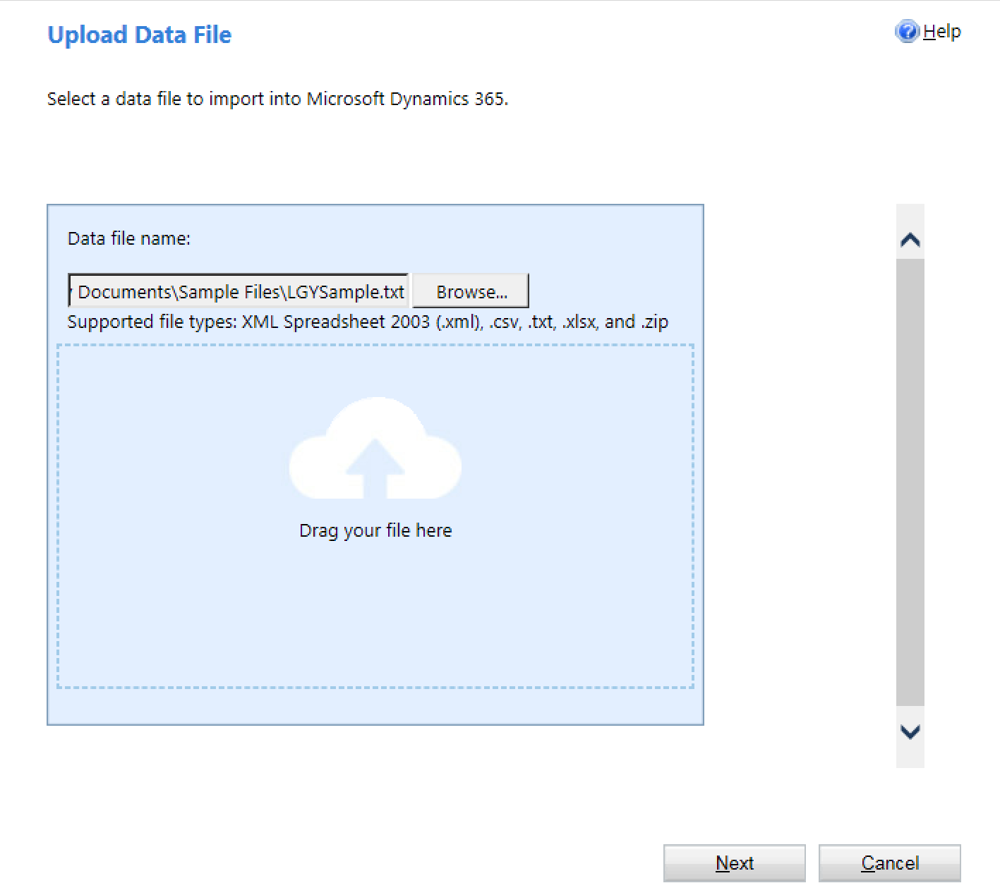 Upload Data File
Help
Select a data file to import into Microsoft Dynamics 365.
Data file name:
Documents\Sample Files\LGYSample.txt
Browse...
Supported file types: XML Spreadsheet 2003 (.xml), .csv, .txt, .xlsx, and .zip
Drag your file here
Next
Cancel